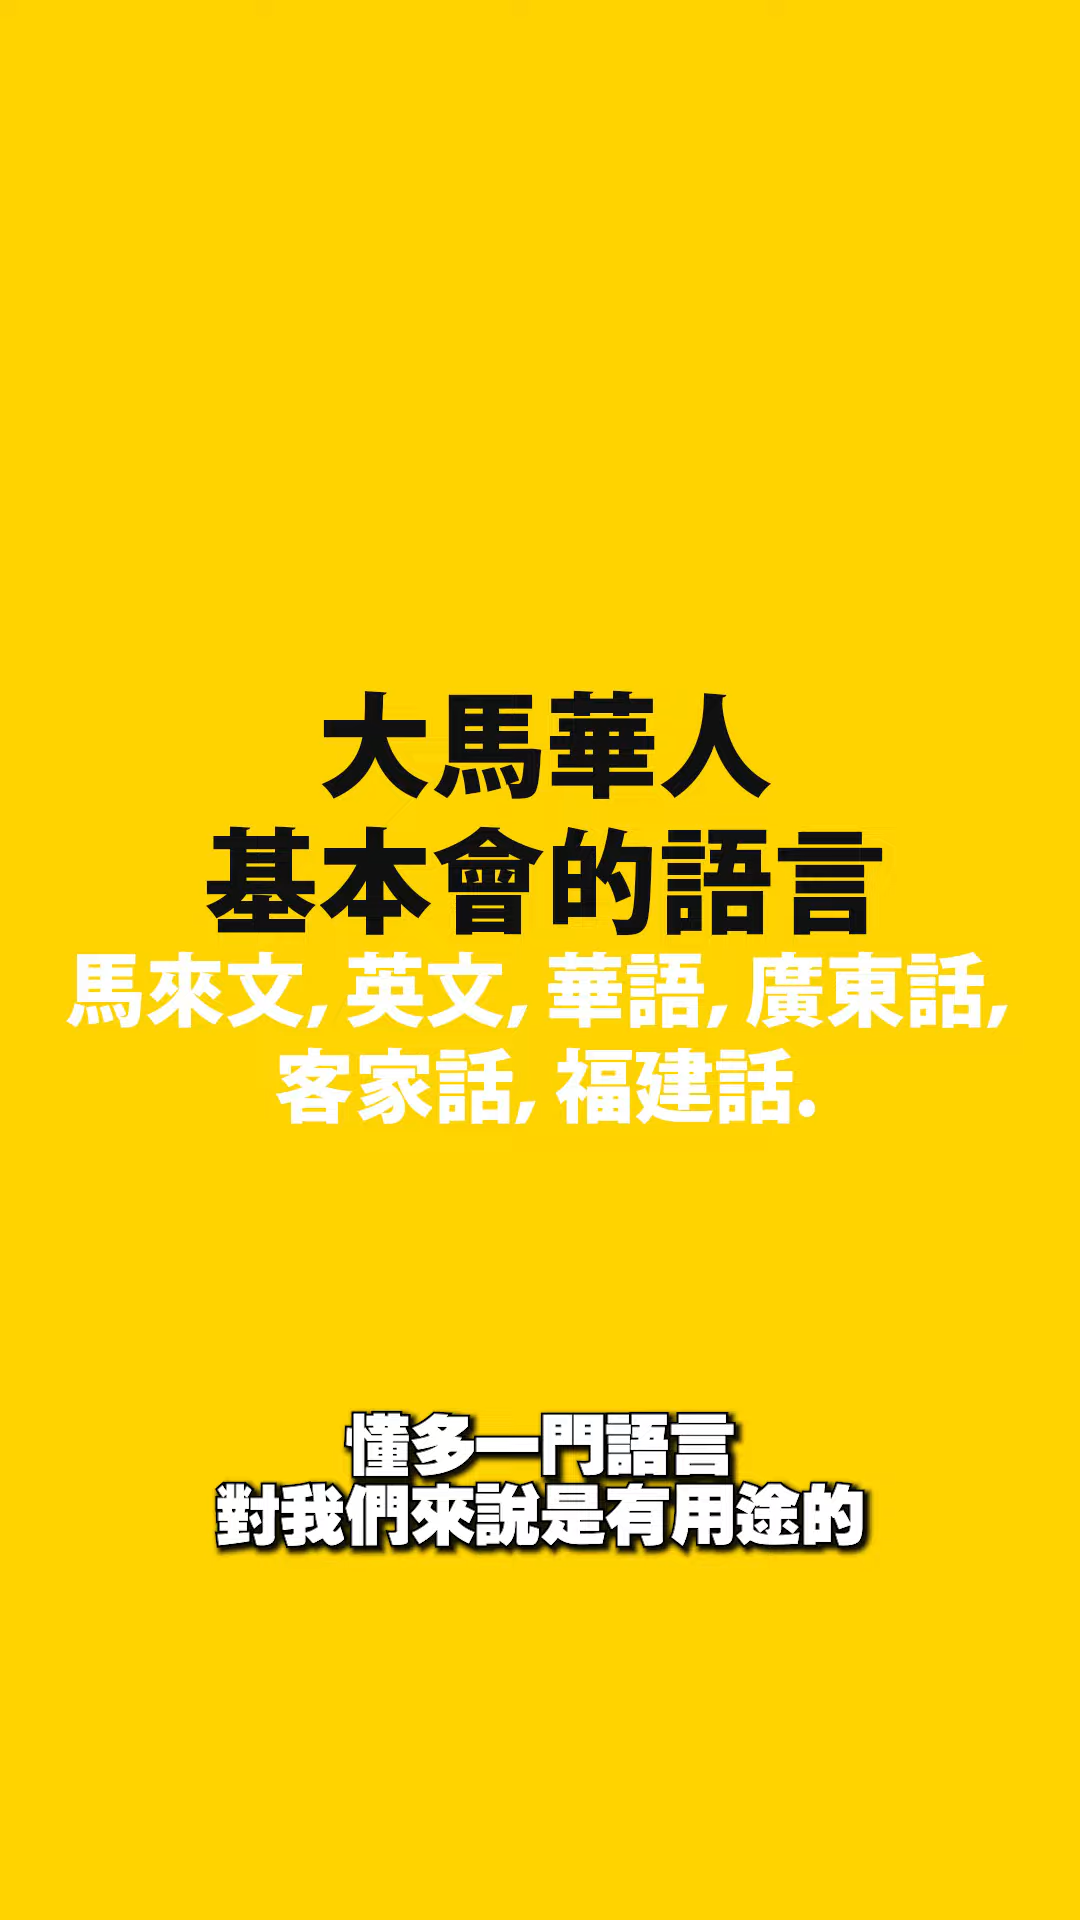 大馬華人
基本會的語言
馬來文, 英文, 華語, 廣東話,
客家話, 福建話.
懂多一門語言
對我們來說是有用途的